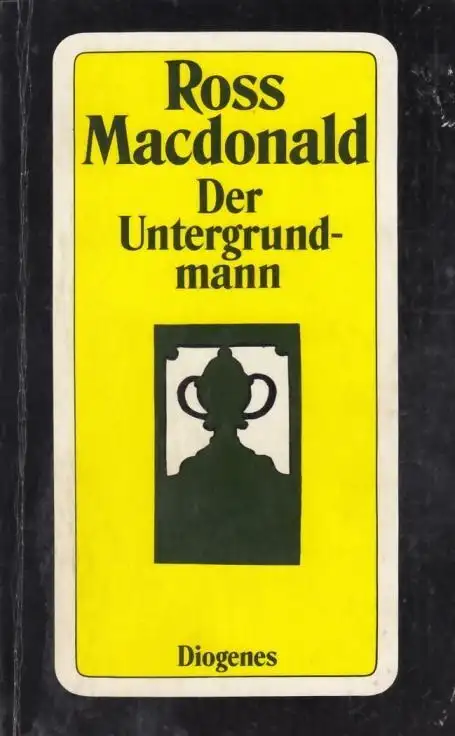 Ross
Macdonald
Der
Untergrund-
mann
Diogenes